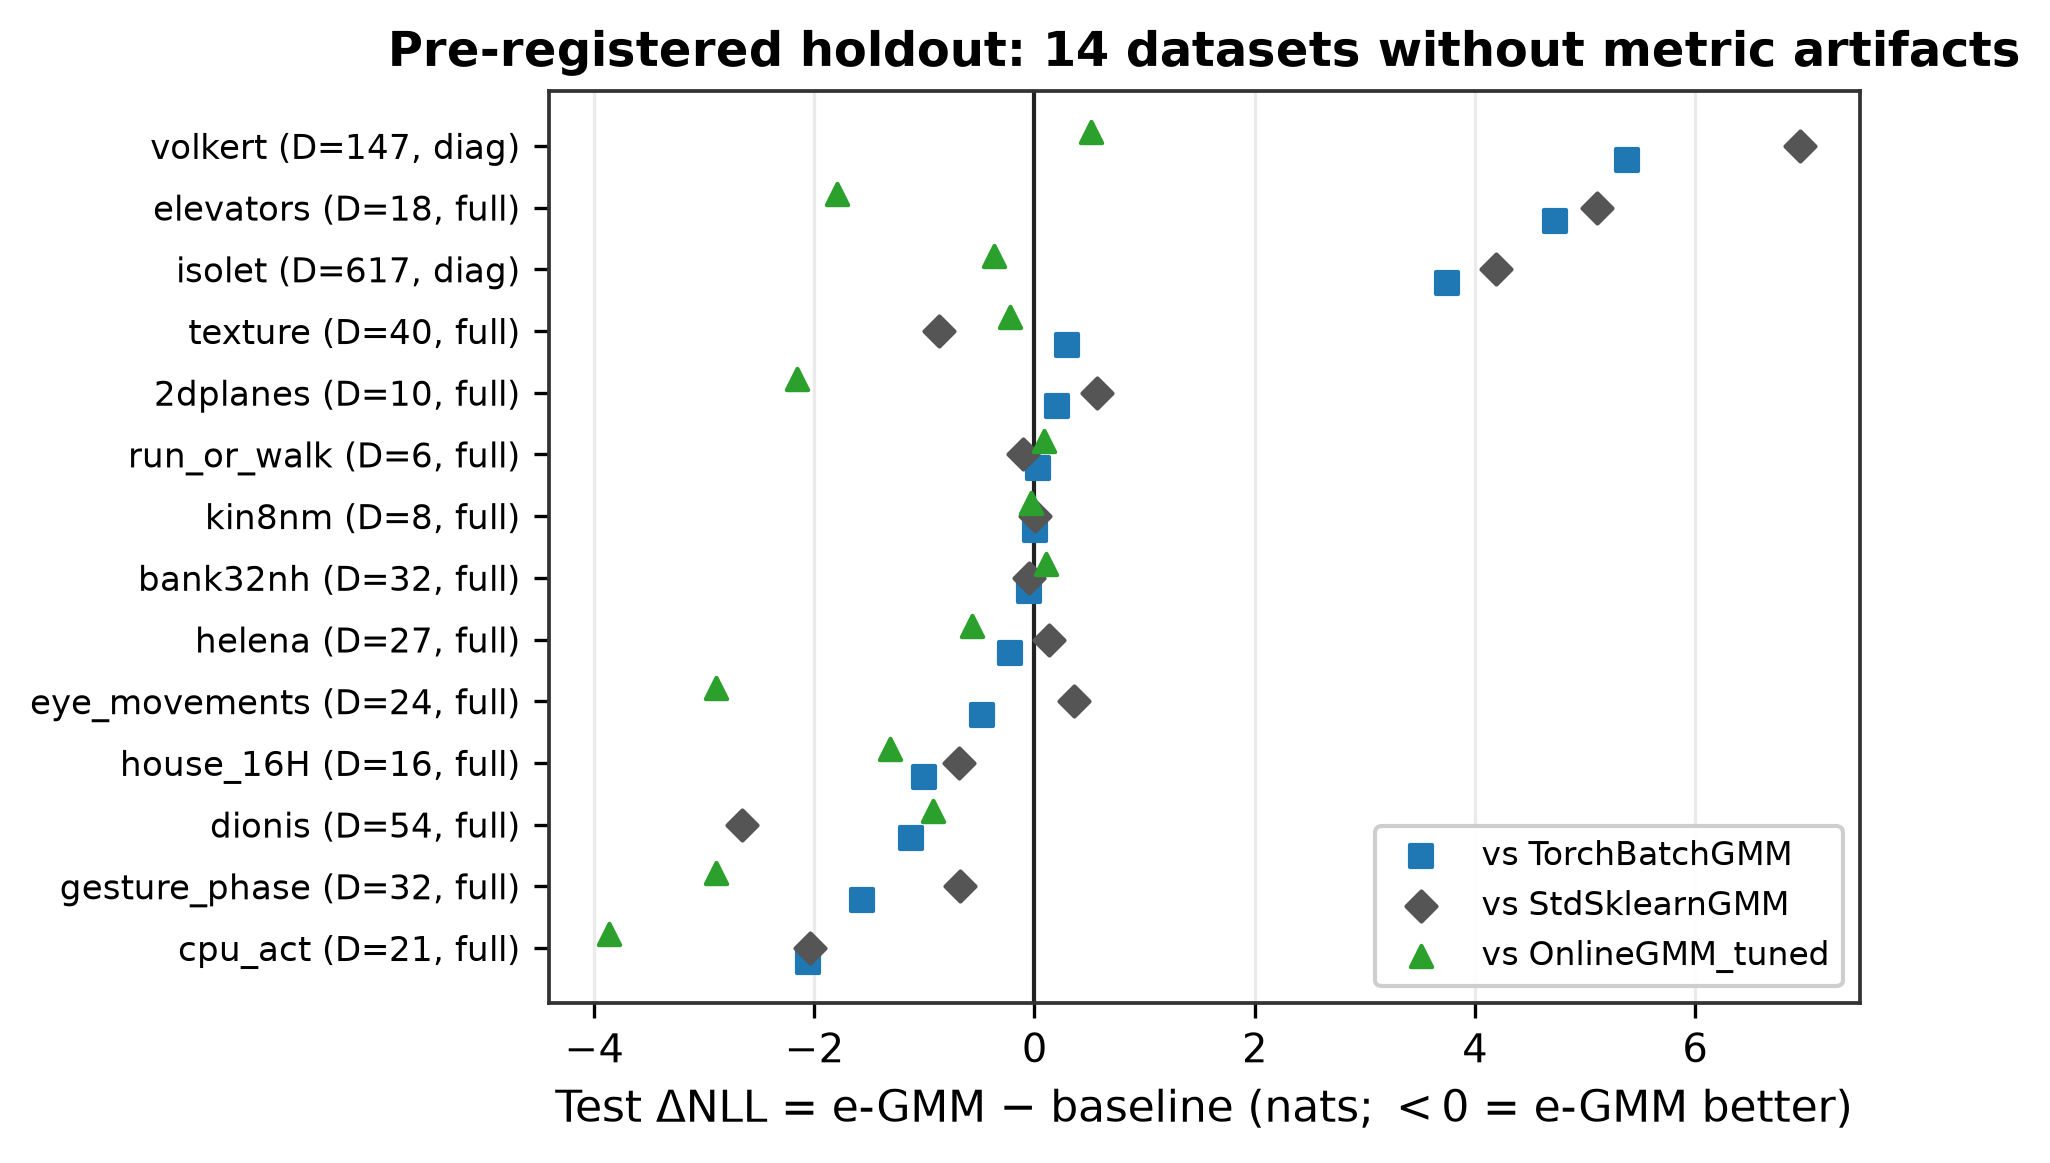 Pre-registered holdout: 14 datasets without metric artifacts
volkert (D=147, diag)
elevators (D=18, full)
isolet (D=617, diag)
texture (D=40, full)
2dplanes (D=10, full)
run_or_walk (D=6, full)
kin8nm (D=8, full)
bank32nh (D=32, full)
helena (D=27, full)
eye_movements (D=24, full)
house_16H (D=16, full)
dionis (D=54, full)
gesture_phase (D=32, full)
cpu_act (D=21, full)
vs TorchBatchGMM
vs StdSklearnGMM
vs OnlineGMM_tuned
−4 −2 0 2 4 6
Test ΔNLL = e-GMM − baseline (nats; < 0 = e-GMM better)